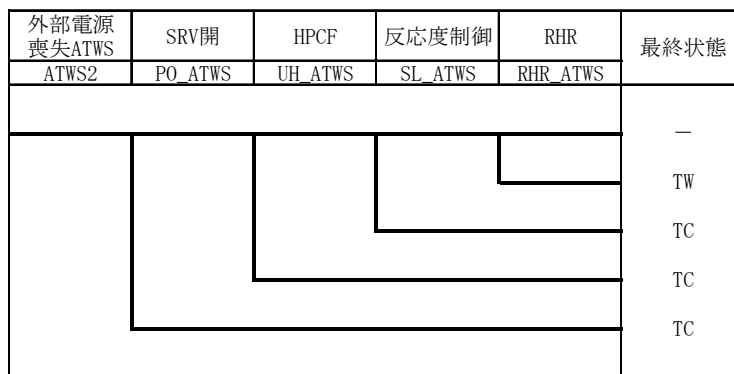 外部電源
喪失ATWS
SRV開
HPCF
反応度制御
RHR
最終状態
ATWS2
PO_ATWS
UH_ATWS
SL_ATWS
RHR_ATWS
－
TW
TC
TC
TC